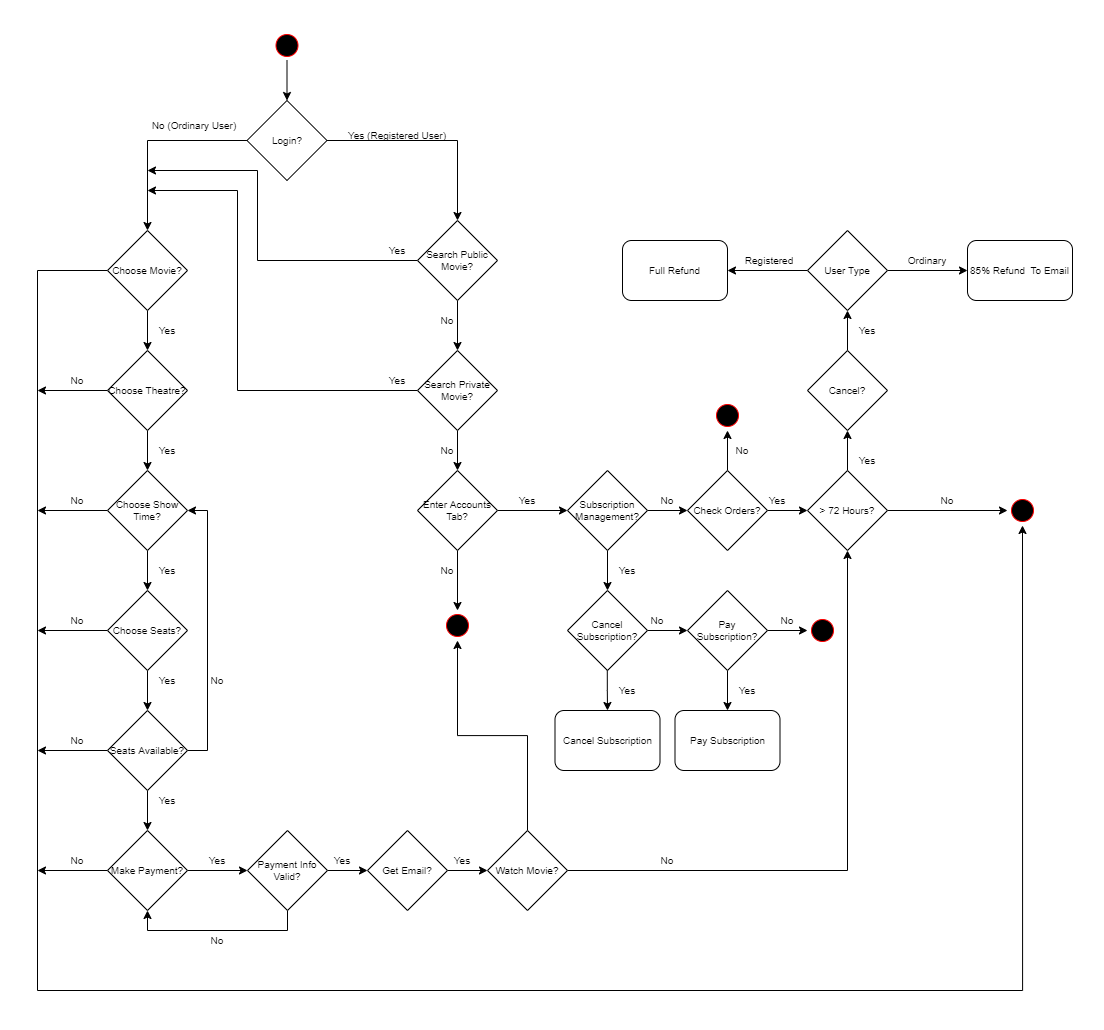 No (Ordinary User)
Login?
Yes (Registered User)
Choose Movie?
Yes
Search Public
Movie?
Full Refund
Registered
User Type
Ordinary
85% Refund  To Email
Yes
No
Yes
No
Choose Theatre?
Yes
Search Private
Movie?
Cancel?
Yes
No
No
Yes
No
Choose Show
Time?
Enter Accounts
Tab?
Yes
Subscription
Management?
No
Check Orders?
Yes
> 72 Hours?
No
Yes
No
Yes
No
Choose Seats?
Cancel
Subscription?
No
Pay
Subscription?
No
Yes
No
Yes
Yes
No
Seats Available?
Cancel Subscription
Pay Subscription
Yes
No
Make Payment?
Yes
Payment Info
Valid?
Yes
Get Email?
Yes
Watch Movie?
No
No